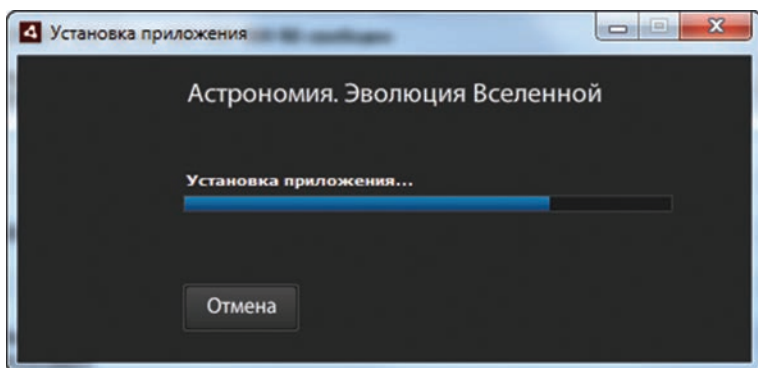 Установка приложения
Астрономия. Эволюция Вселенной
Установка приложения...
Отмена